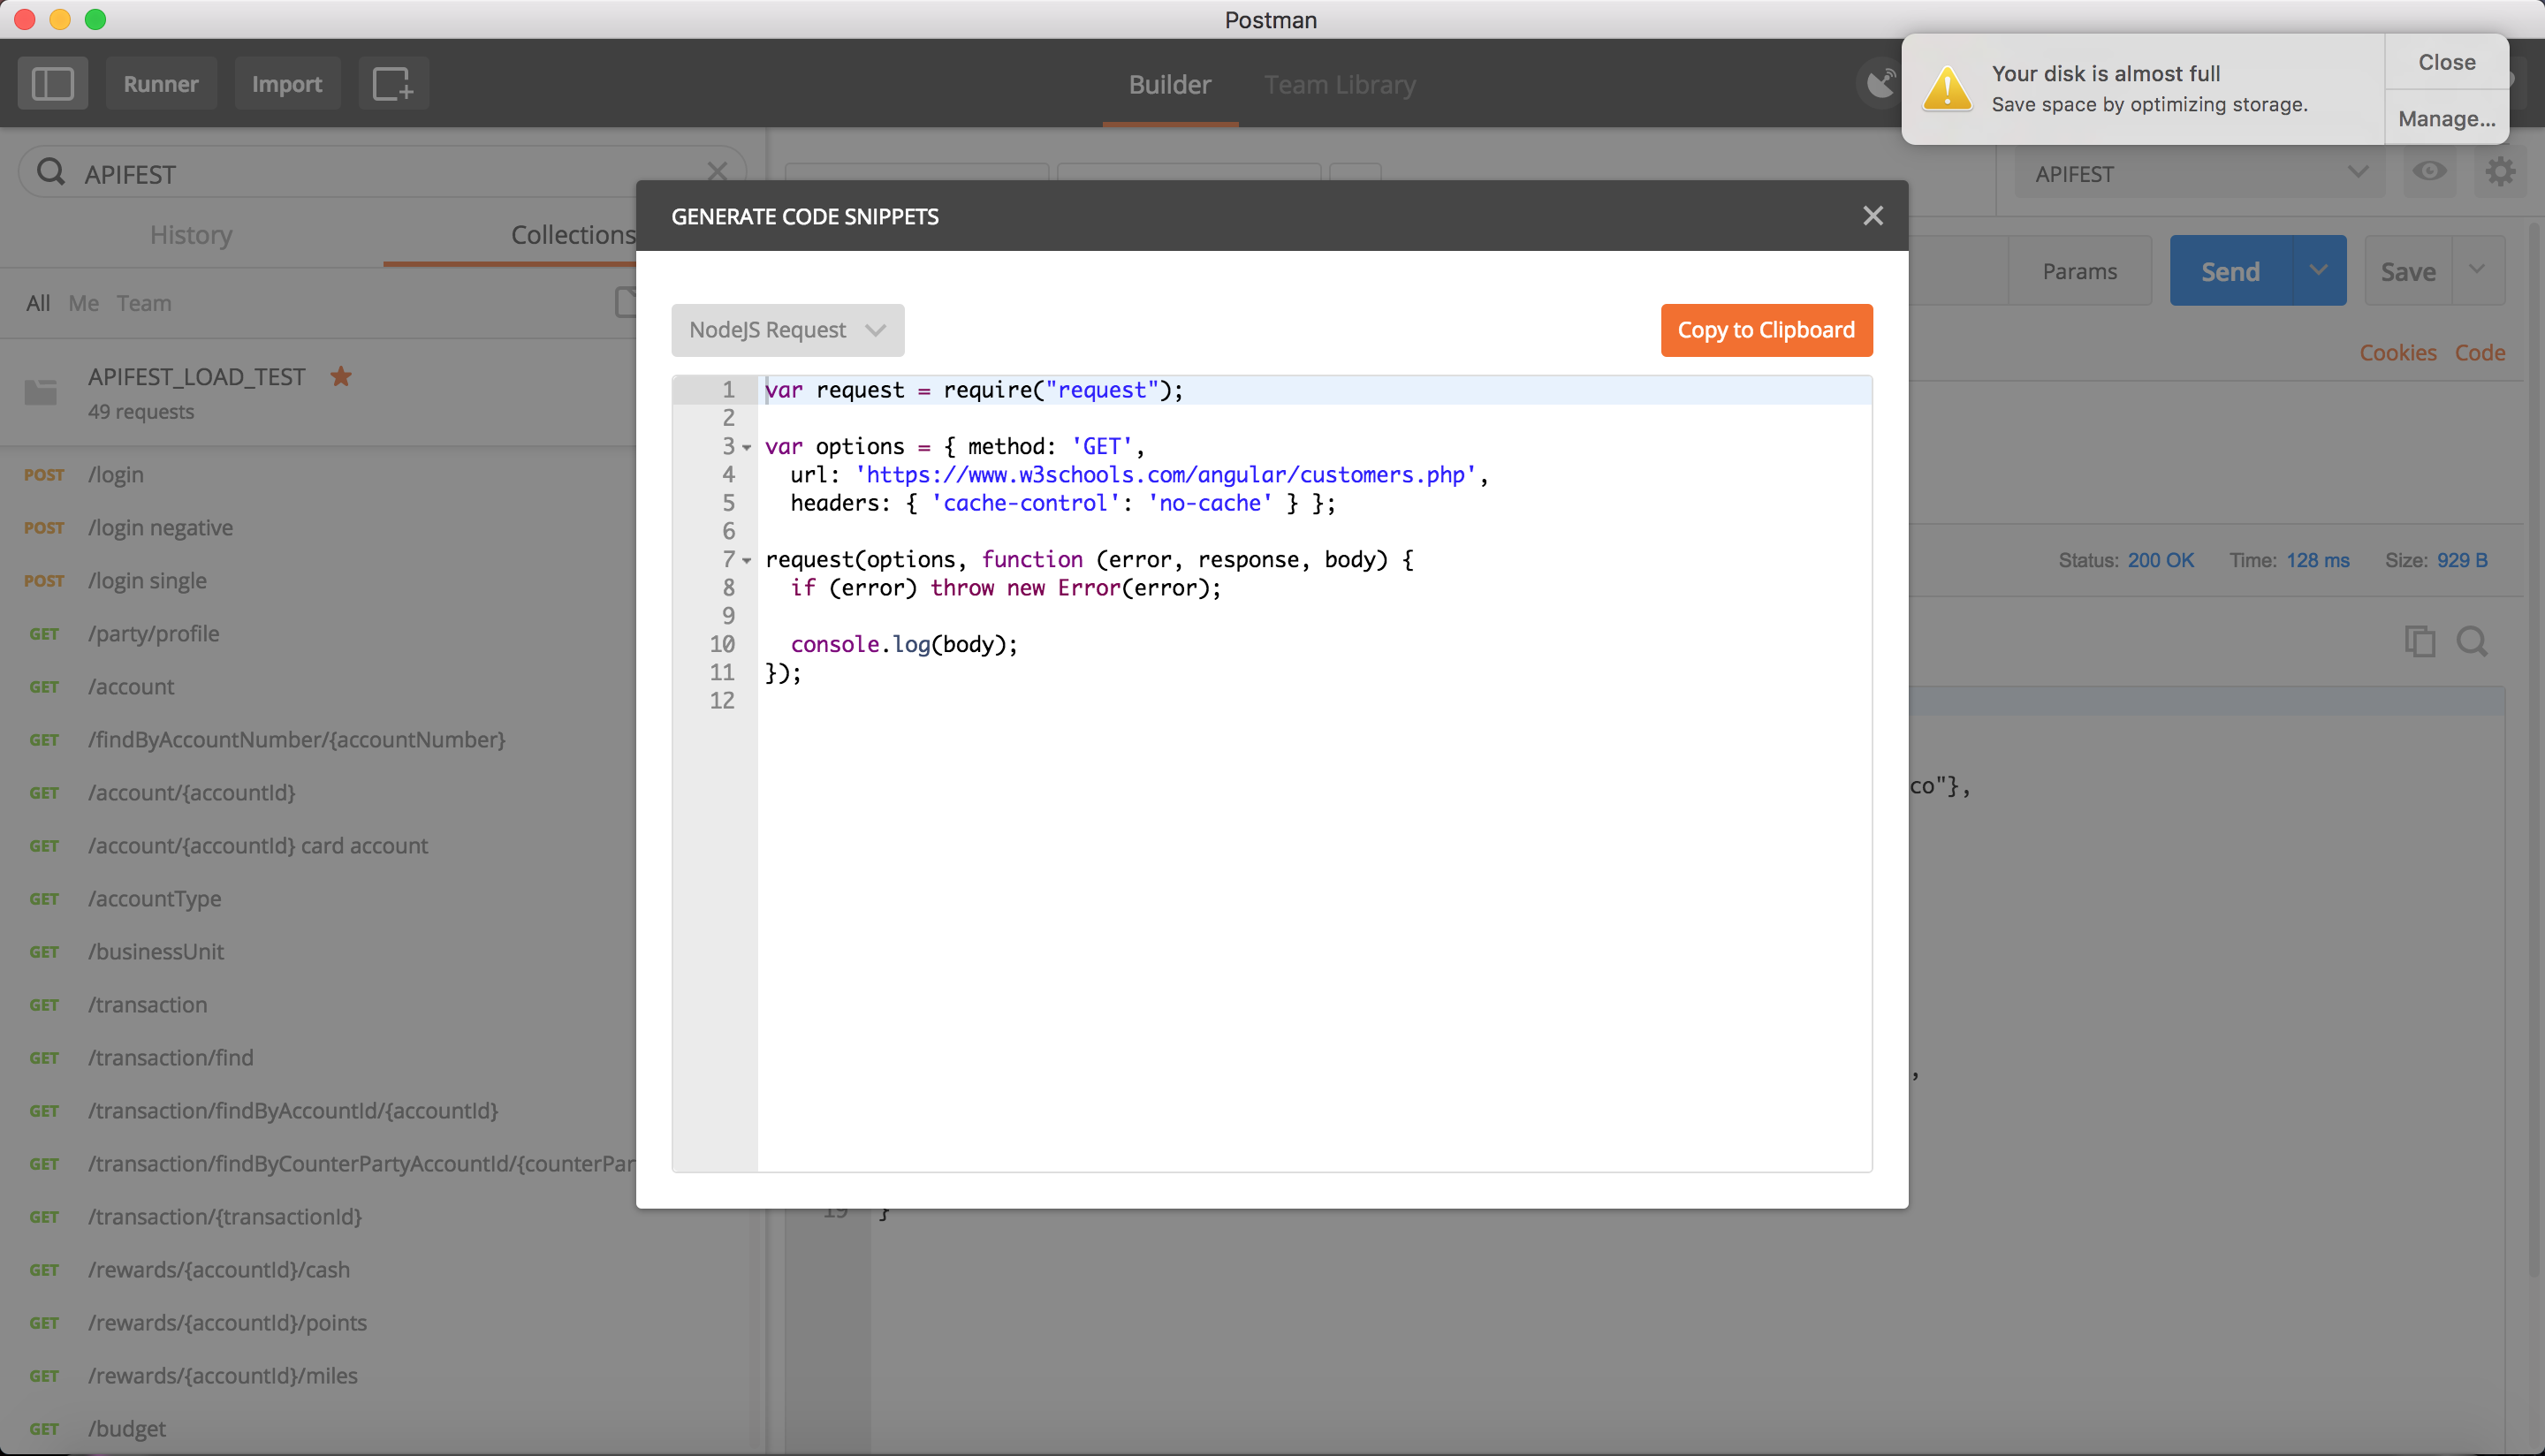 Postman
Runner
Import
Builder
Team Library
Your disk is almost full
Save space by optimizing storage.
Close
Manage...
APIFEST
APIFEST
History
Collections
GENERATE CODE SNIPPETS
Params
Send
Save
All Me Team
NodeJS Request
Copy to Clipboard
Cookies Code
APIFEST_LOAD_TEST
49 requests
1 var request = require("request");
2
3 var options = { method: 'GET',
4 url: 'https://www.w3schools.com/angular/customers.php',
5 headers: { 'cache-control': 'no-cache' } };
6
7 request(options, function (error, response, body) {
8 if (error) throw new Error(error);
9
10 console.log(body);
11 });
12
POST /login
POST /login negative
POST /login single
GET /party/profile
GET /account
GET /findByAccountNumber/{accountNumber}
GET /account/{accountId}
GET /account/{accountId} card account
GET /accountType
GET /businessUnit
GET /transaction
GET /transaction/find
GET /transaction/findByAccountId/{accountId}
GET /transaction/findByCounterPartyAccountId/{counterPar
GET /transaction/{transactionId}
GET /rewards/{accountId}/cash
GET /rewards/{accountId}/points
GET /rewards/{accountId}/miles
GET /budget
Status: 200 OK Time: 128 ms Size: 929 B
co"},
,
19 }